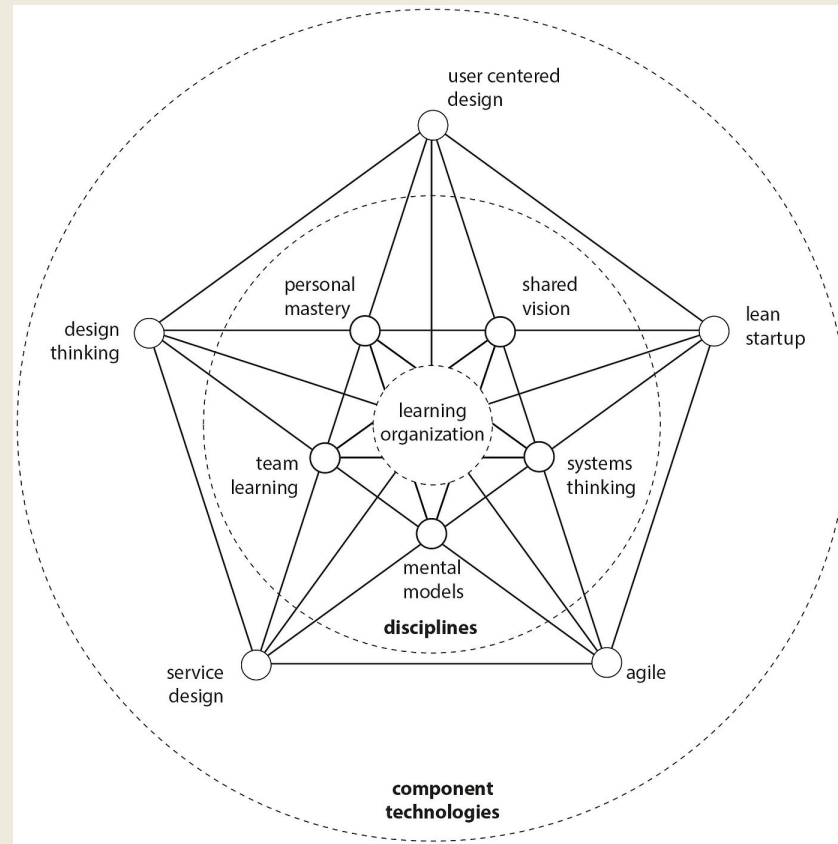 user centered
design
personal
mastery
shared
vision
design
thinking
lean
startup
learning
organization
team
learning
systems
thinking
mental
models
disciplines
service
design
agile
component
technologies